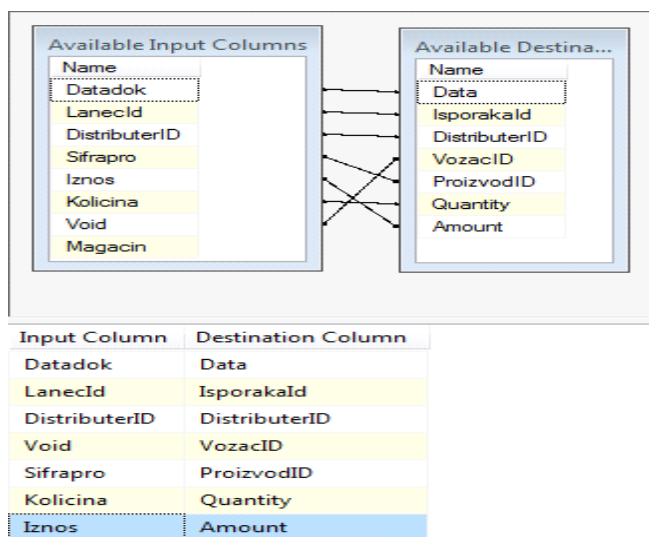 Available Input Columns
Name
Datadok
LanecId
DistributerID
Sifrapro
Iznos
Kolicina
Void
Magacin
Available Destina...
Name
Data
IsporakaId
DistributerID
VozacID
ProizvodID
Quantity
Amount
Input Column Destination Column
Datadok Data
LanecId IsporakaId
DistributerID DistributerID
Void VozacID
Sifrapro ProizvodID
Kolicina Quantity
Iznos Amount